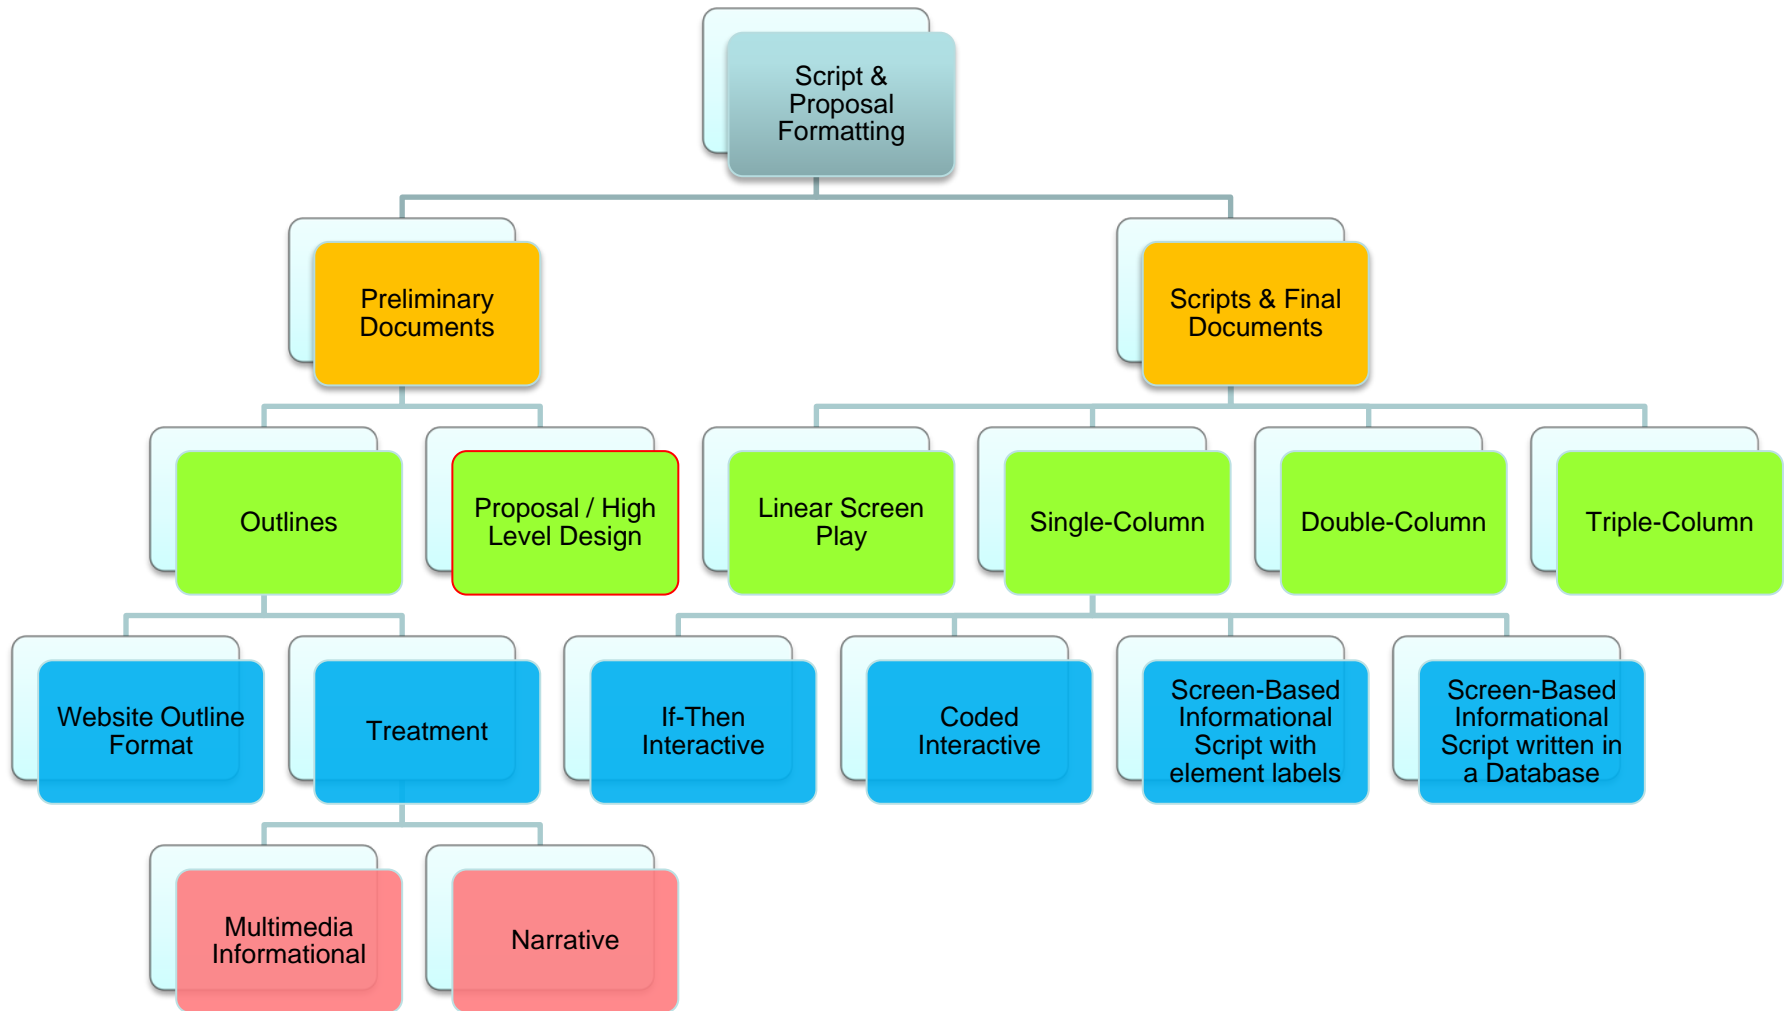 Script &
Proposal
Formatting
Preliminary
Documents
Scripts & Final
Documents
Outlines
Proposal / High
Level Design
Linear Screen
Play
Single-Column
Double-Column
Triple-Column
Website Outline
Format
Treatment
If-Then
Interactive
Coded
Interactive
Screen-Based
Informational
Script with
element labels
Screen-Based
Informational
Script written in
a Database
Multimedia
Informational
Narrative